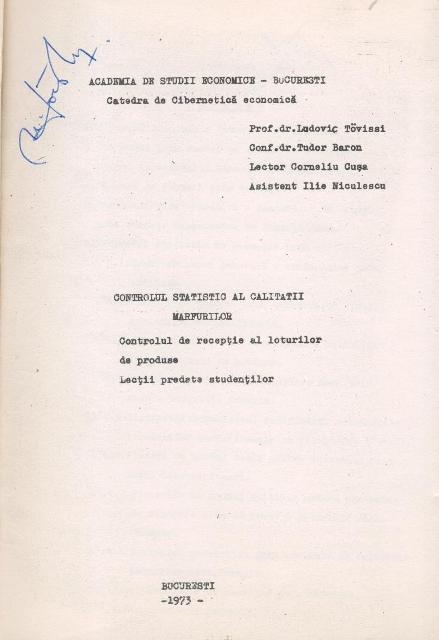 ACADEMIA DE STUDII ECONOMICE - BUCURESTI
Catedra de Cibernetică economică
Prof.dr.Ludovic Tövissi
Conf.dr.Tudor Baron
Lector Corneliu Cuşa
Asistent Ilie Niculescu
CONTROLUL STATISTIC AL CALITATII
MARFURILOR
Controlul de recepţie al loturilor
de produse
Lecţii predate studenţilor
BUCURESTI
-1973 -